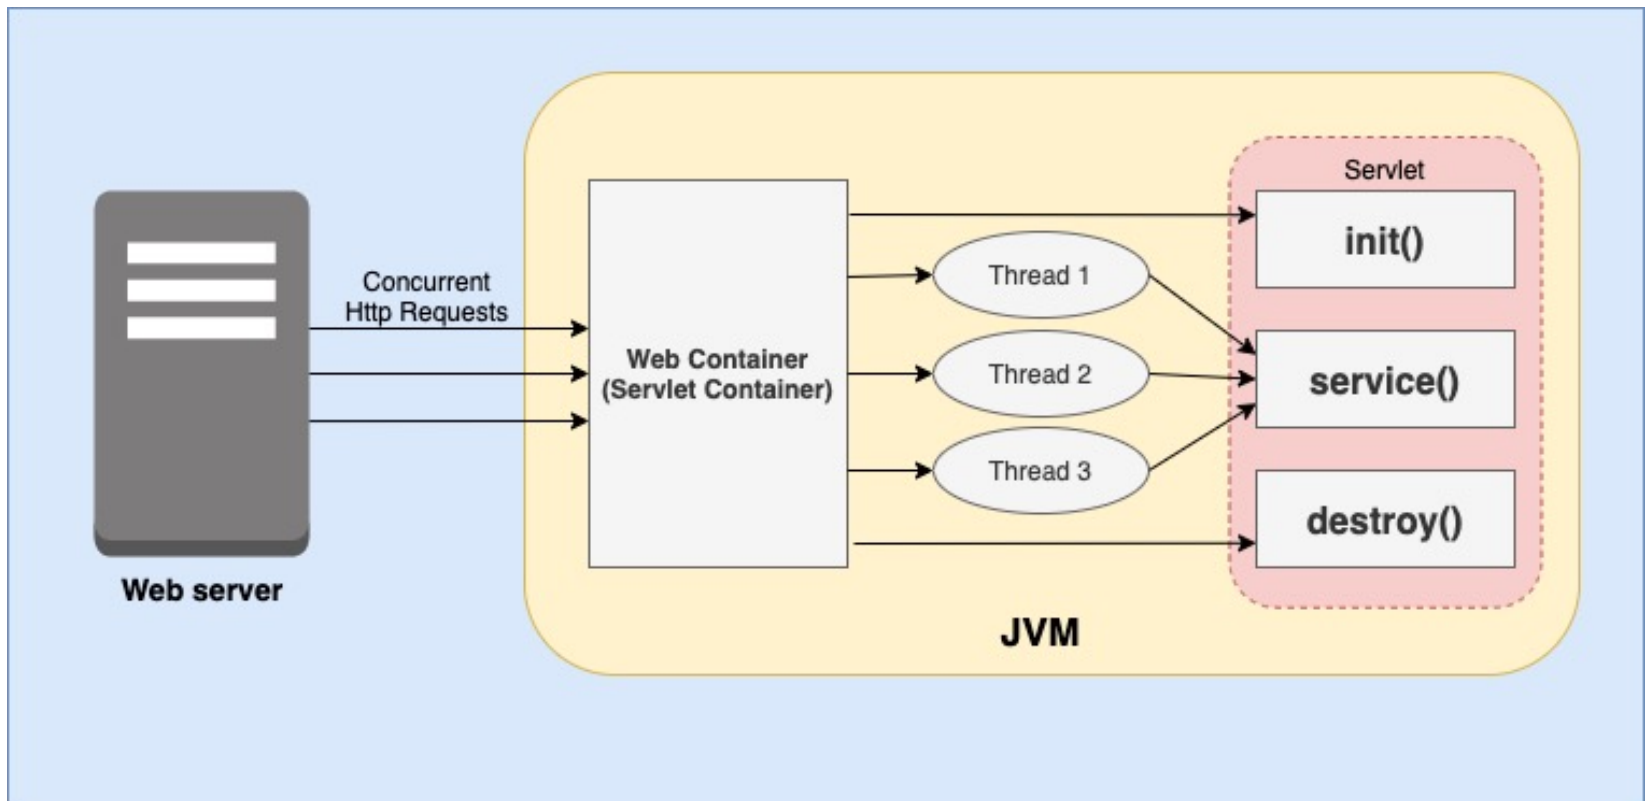 Servlet
init()
Concurrent
Http Requests
Thread 1
Web Container
(Servlet Container)
Thread 2
service()
Thread 3
destroy()
Web server
JVM